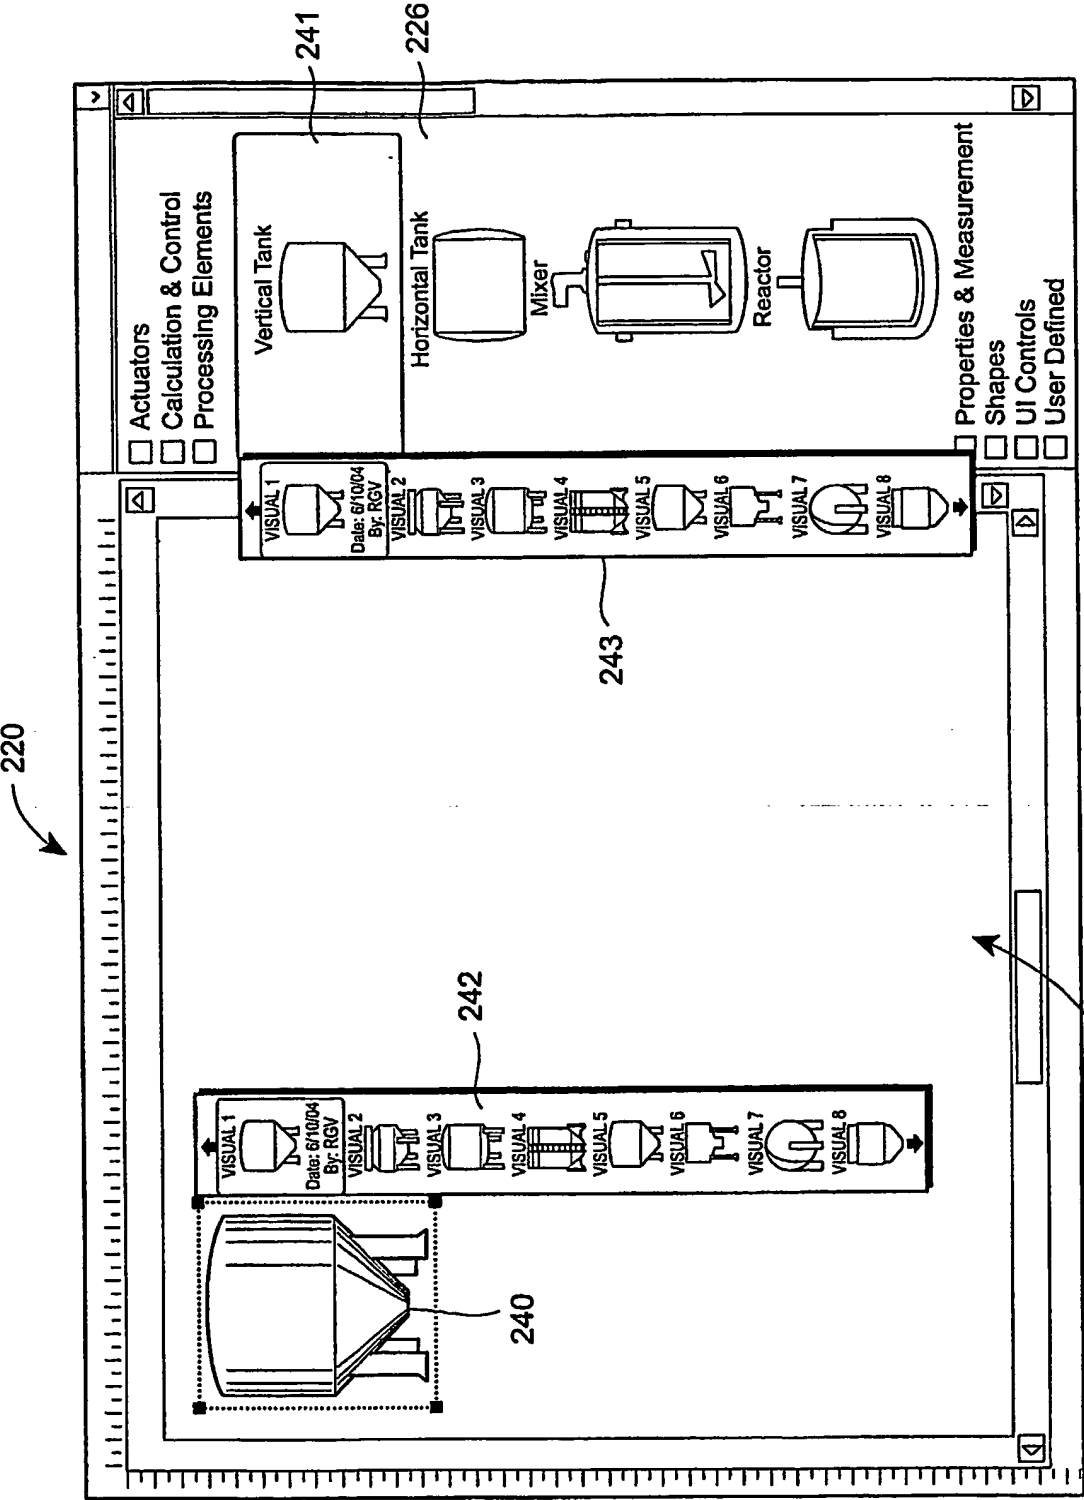 220
241
226
Actuators
Calculation & Control
Processing Elements
Vertical Tank
Horizontal Tank
Mixer
Reactor
Properties & Measurement
Shapes
UI Controls
User Defined
VISUAL 1
Date: 6/10/04
By: RGV
VISUAL 2
VISUAL 3
VISUAL 4
VISUAL 5
VISUAL 6
VISUAL 7
VISUAL 8
243
VISUAL 1
Date: 6/10/04
By: RGV
VISUAL 2
VISUAL 3
VISUAL 4
VISUAL 5
VISUAL 6
VISUAL 7
VISUAL 8
242
240